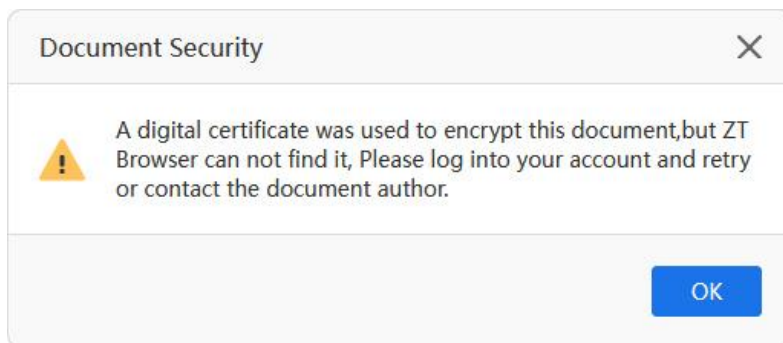 Document Security
A digital certificate was used to encrypt this document,but ZT
Browser can not find it, Please log into your account and retry
or contact the document author.
OK